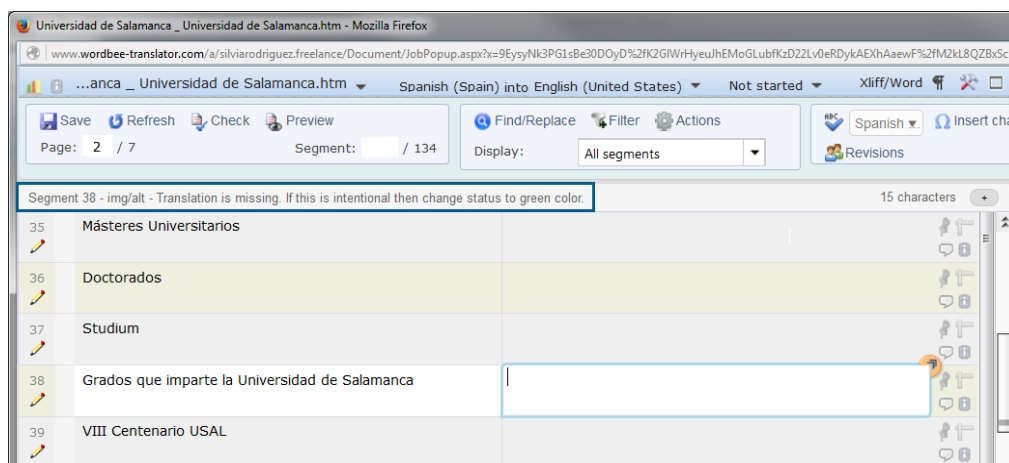 Universidad de Salamanca _ Universidad de Salamanca.htm - Mozilla Firefox
www.wordbee-translator.com/a/silviarodriguez.freelance/Document/JobPopup.aspx?x=
...anca _ Universidad de Salamanca.htm Spanish (Spain) into English (United States) Not started Xliff/Word ¶
Save Refresh Check Preview Find/Replace Filter Actions ABC Spanish Ω Insert cha
Page: 2 / 7 Segment: / 134 Display: All segments Revisions
Segment 38 - img/alt - Translation is missing. If this is intentional then change status to green color. 15 characters +
35 Másteres Universitarios
36 Doctorados
37 Studium
38 Grados que imparte la Universidad de Salamanca
39 VIII Centenario USAL